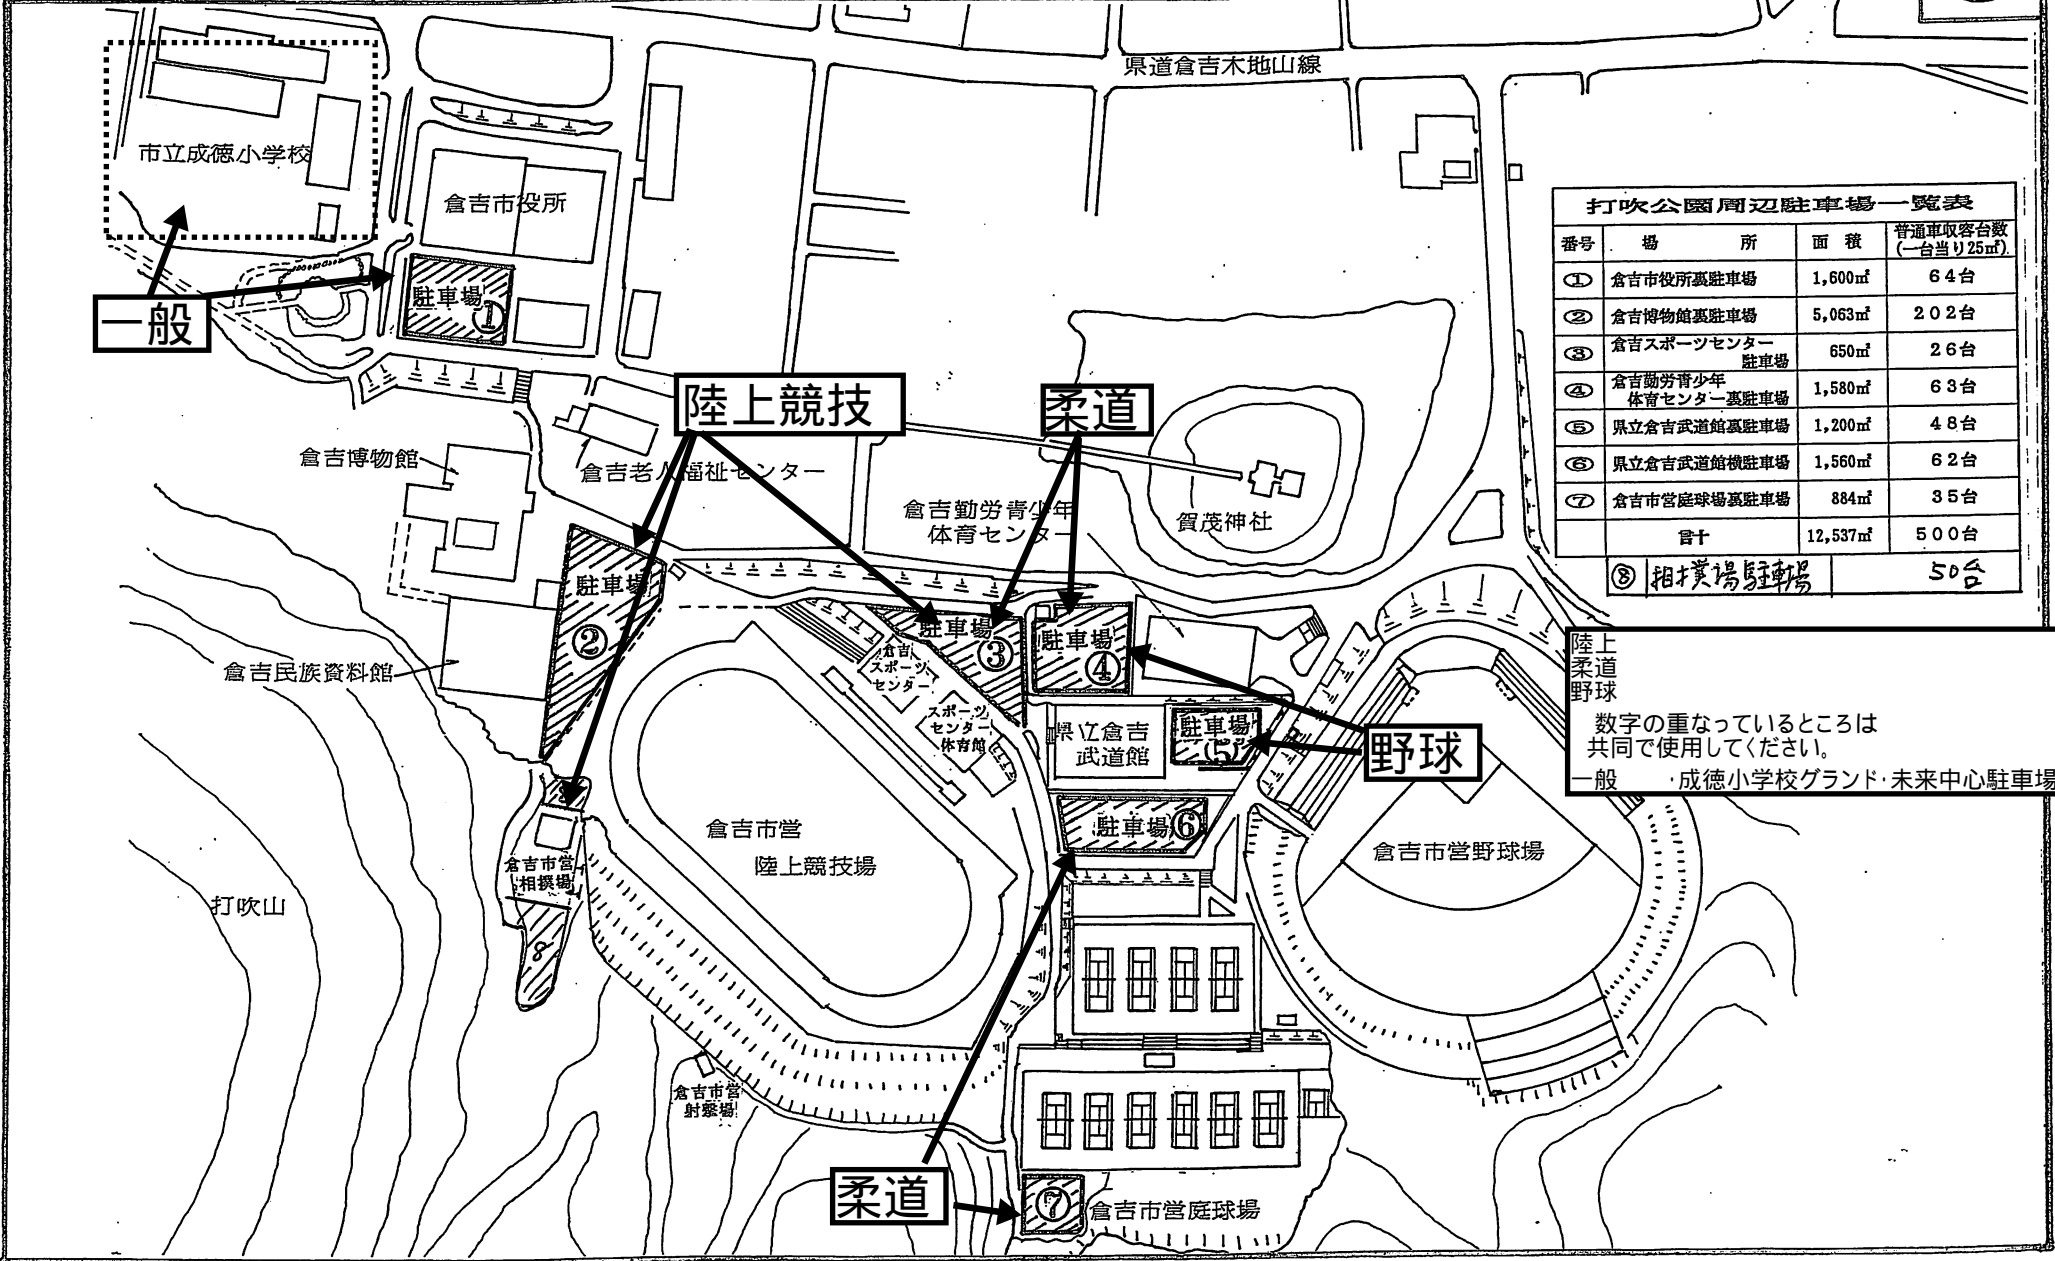 県道倉吉木地山線
市立成徳小学校
倉吉市役所
駐車場
①
一般
打吹公園周辺駐車場一覧表
番号 場所 面積 普通車収容台数(一台当り25㎡)
① 倉吉市役所裏駐車場 1,600㎡ 64台
② 倉吉博物館裏駐車場 5,063㎡ 202台
③ 倉吉スポーツセンター
駐車場 650㎡ 26台
④ 倉吉勤労青少年
体育センター裏駐車場 1,580㎡ 63台
⑤ 県立倉吉武道館裏駐車場 1,200㎡ 48台
⑥ 県立倉吉武道館横駐車場 1,560㎡ 62台
⑦ 倉吉市営庭球場裏駐車場 884㎡ 35台
計 12,537㎡ 500台
⑧ 相撲場駐車場 50台
陸上競技
柔道
倉吉博物館
倉吉老人福祉センター
倉吉勤労青少年
体育センター
賀茂神社
駐車場
②
駐車場
③
駐車場
④
倉吉
スポーツ
センター
スポーツ
センター
体育館
倉吉民族資料館
県立倉吉
武道館
駐車場
⑤
野球
陸上
柔道
野球
数字の重なっているところは
共同で使用してください。
一般 ・成徳小学校グランド・未来中心駐車場
駐車場⑥
8
倉吉市営
陸上競技場
倉吉市営野球場
倉吉市営
相撲場
打吹山
8
倉吉市営
射撃場
柔道
⑦
倉吉市営庭球場